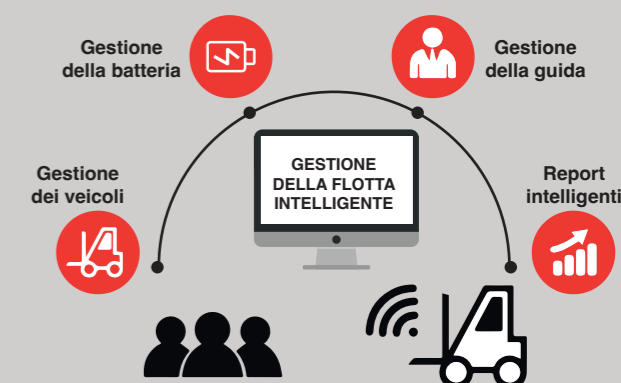 Gestione
della batteria
Gestione
della guida
Gestione
dei veicoli
GESTIONE
DELLA FLOTTA
INTELLIGENTE
Report
intelligenti